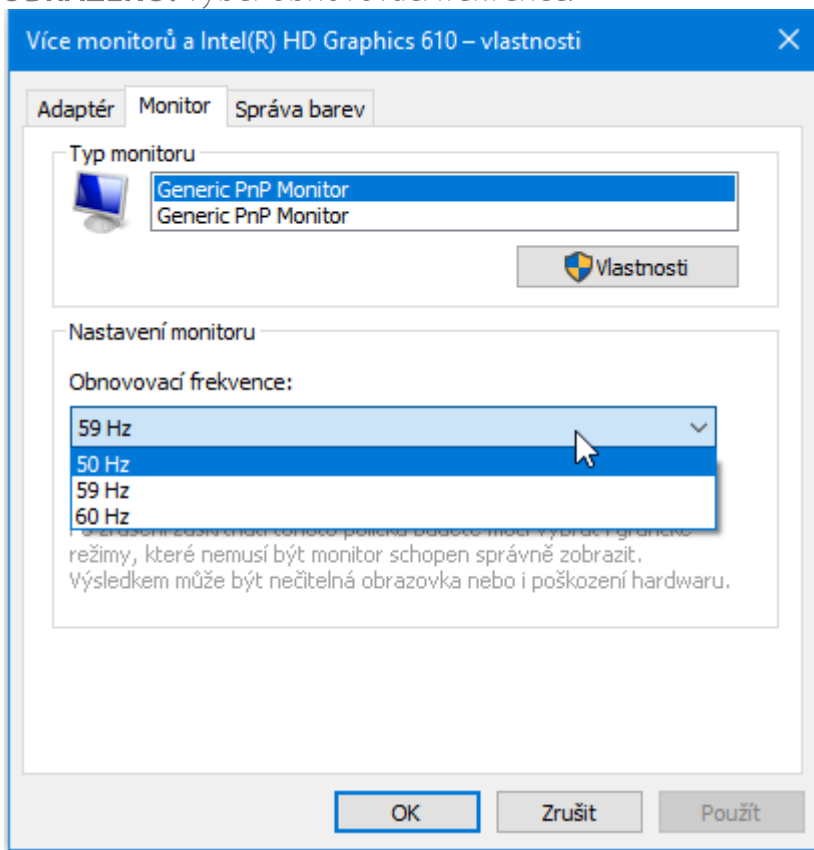 Více monitorů a Intel(R) HD Graphics 610 – vlastnosti
Adaptér Monitor Správa barev
Typ monitoru
Generic PnP Monitor
Generic PnP Monitor
Vlastnosti
Nastavení monitoru
Obnovovací frekvence:
59 Hz
50 Hz
59 Hz
60 Hz
režimy, které nemusí být monitor schopen správně zobrazit.
Výsledkem může být nečitelná obrazovka nebo i poškození hardwaru.
OK Zrušit Použít